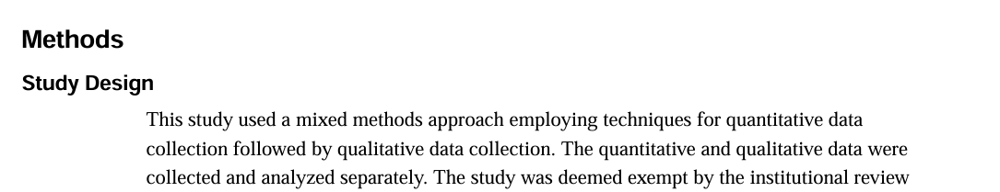 Methods
Study Design
This study used a mixed methods approach employing techniques for quantitative data
collection followed by qualitative data collection. The quantitative and qualitative data were
collected and analyzed separately. The study was deemed exempt by the institutional review